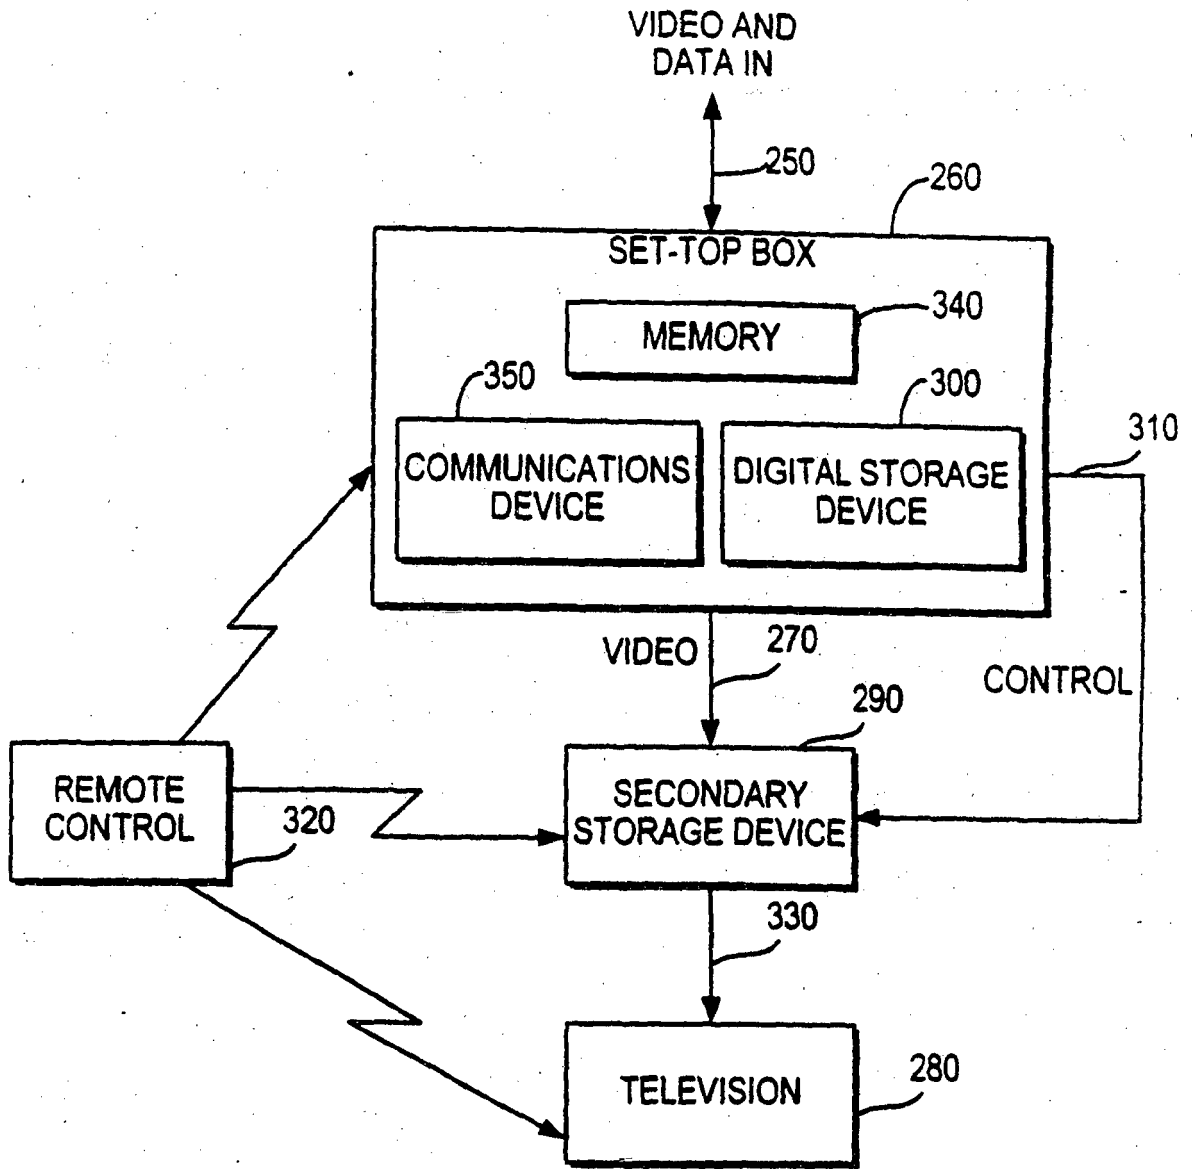 VIDEO AND
DATA IN
250
260
SET-TOP BOX
340
MEMORY
350
300
310
COMMUNICATIONS
DEVICE
DIGITAL STORAGE
DEVICE
VIDEO
270
CONTROL
290
REMOTE
CONTROL
320
SECONDARY
STORAGE DEVICE
330
TELEVISION
280